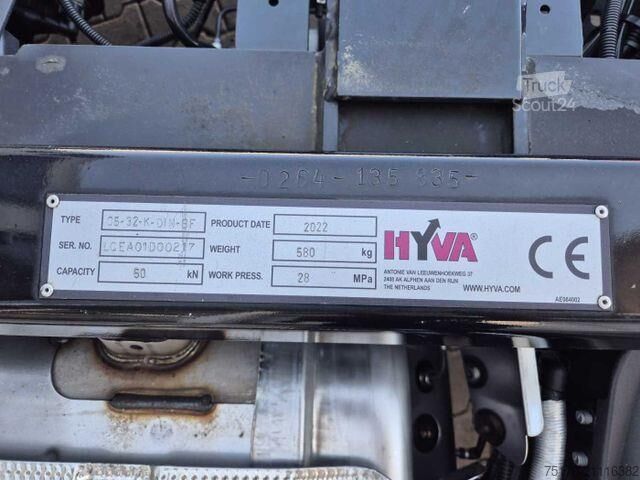 Truck
Scout24
-0264-135 835-
TYPE C5-32-K-DIN-SF PRODUCT DATE 2022
SER. NO. LCEA01D00217 WEIGHT 580 kg
CAPACITY 60 kN WORK PRESS. 28 MPa
HYVA®
ANTONIE VAN LEEUWENHOEKWEG 37
2408 AK ALPHEN AAN DEN RIJN
THE NETHERLANDS
WWW.HYVA.COM
CE
AE984002